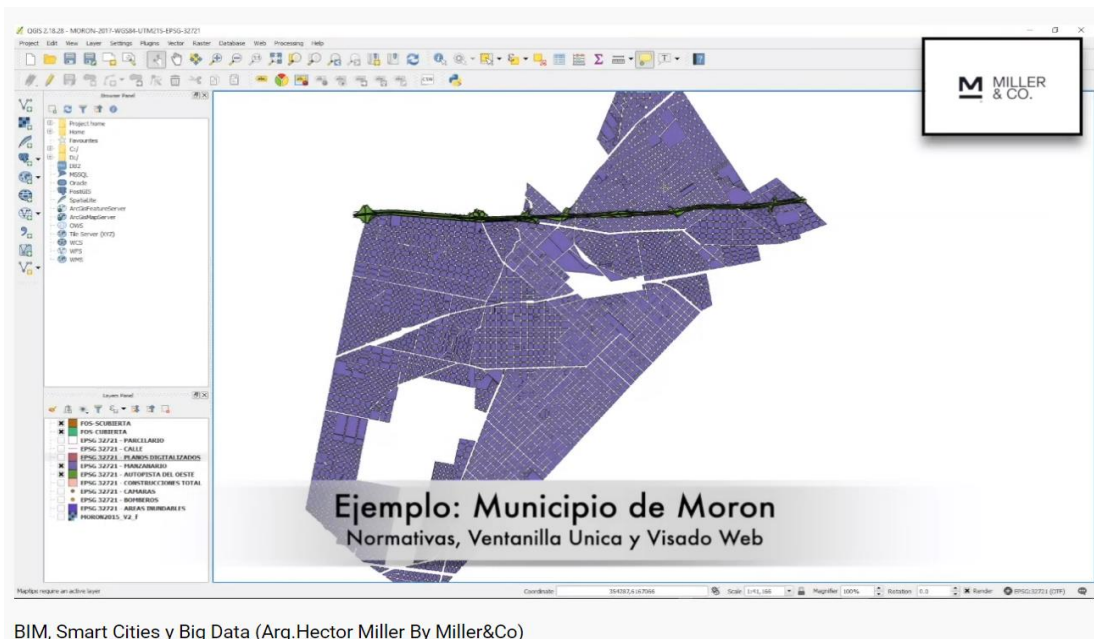 QGIS 2.18.28 - MORON-2017-WGS84-UTM21S-EPSG-32721
Project Edit View Layer Settings Plugins Vector Raster Database Web Processing Help
MILLER
& CO.
Browser Panel
Project home
Home
Favourites
C:/
D:/
DB2
MSSQL
Oracle
PostGIS
SpatiaLite
ArcGisFeatureServer
ArcGisMapServer
OWS
Tile Server (XYZ)
WCS
WFS
WMS
Layers Panel
FOS-SCUBIERTA
FOS-CUBIERTA
EPSG 32721 - PARCELARIO
EPSG 32721 - CALLE
EPSG 32721 - PLANOS DIGITALIZADOS
EPSG 32721 - MANZANARIO
EPSG 32721 - AUTOPISTA DEL OESTE
EPSG 32721 - CONSTRUCCIONES TOTAL
EPSG 32721 - CAMARAS
EPSG 32721 - BOMBEROS
EPSG 32721 - AREAS INUNDABLES
MORON2015_V2_F
Ejemplo: Municipio de Moron
Normativas, Ventanilla Unica y Visado Web
Maptips require an active layer
Coordinate 354287,6167066 Scale 1:41,166 Magnifier 100% Rotation 0.0 Render EPSG:32721 (OTF)
BIM, Smart Cities y Big Data (Arq.Hector Miller By Miller&Co)